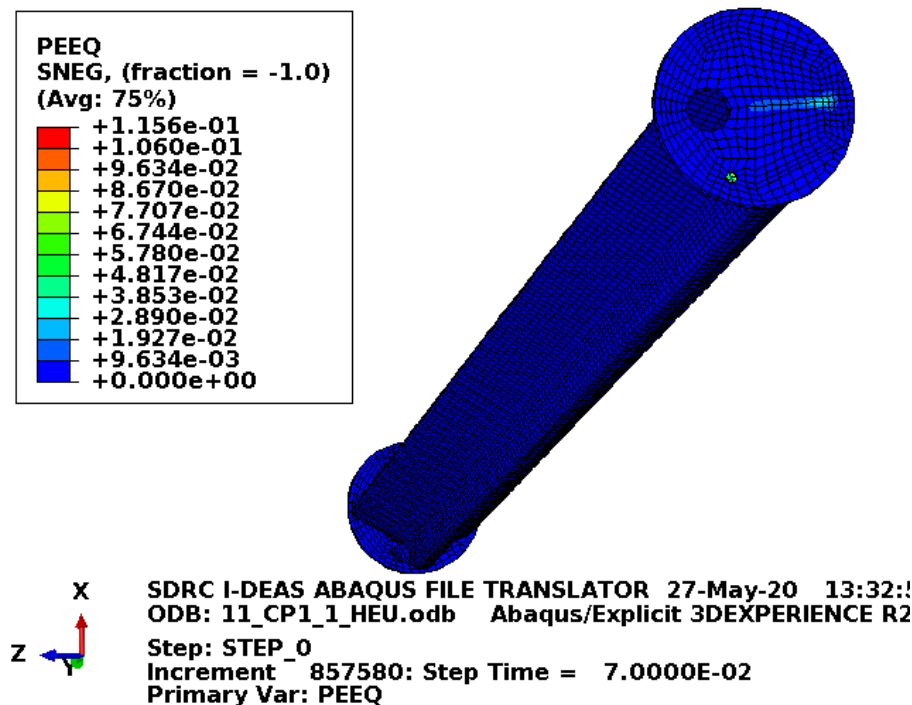 PEEQ
SNEG, (fraction = -1.0)
(Avg: 75%)
+1.156e-01
+1.060e-01
+9.634e-02
+8.670e-02
+7.707e-02
+6.744e-02
+5.780e-02
+4.817e-02
+3.853e-02
+2.890e-02
+1.927e-02
+9.634e-03
+0.000e+00
X
Z
Y
SDRC I-DEAS ABAQUS FILE TRANSLATOR 27-May-20 13:32:5
ODB: 11_CP1_1_HEU.odb Abaqus/Explicit 3DEXPERIENCE R2
Step: STEP_0
Increment 857580: Step Time = 7.0000E-02
Primary Var: PEEQ